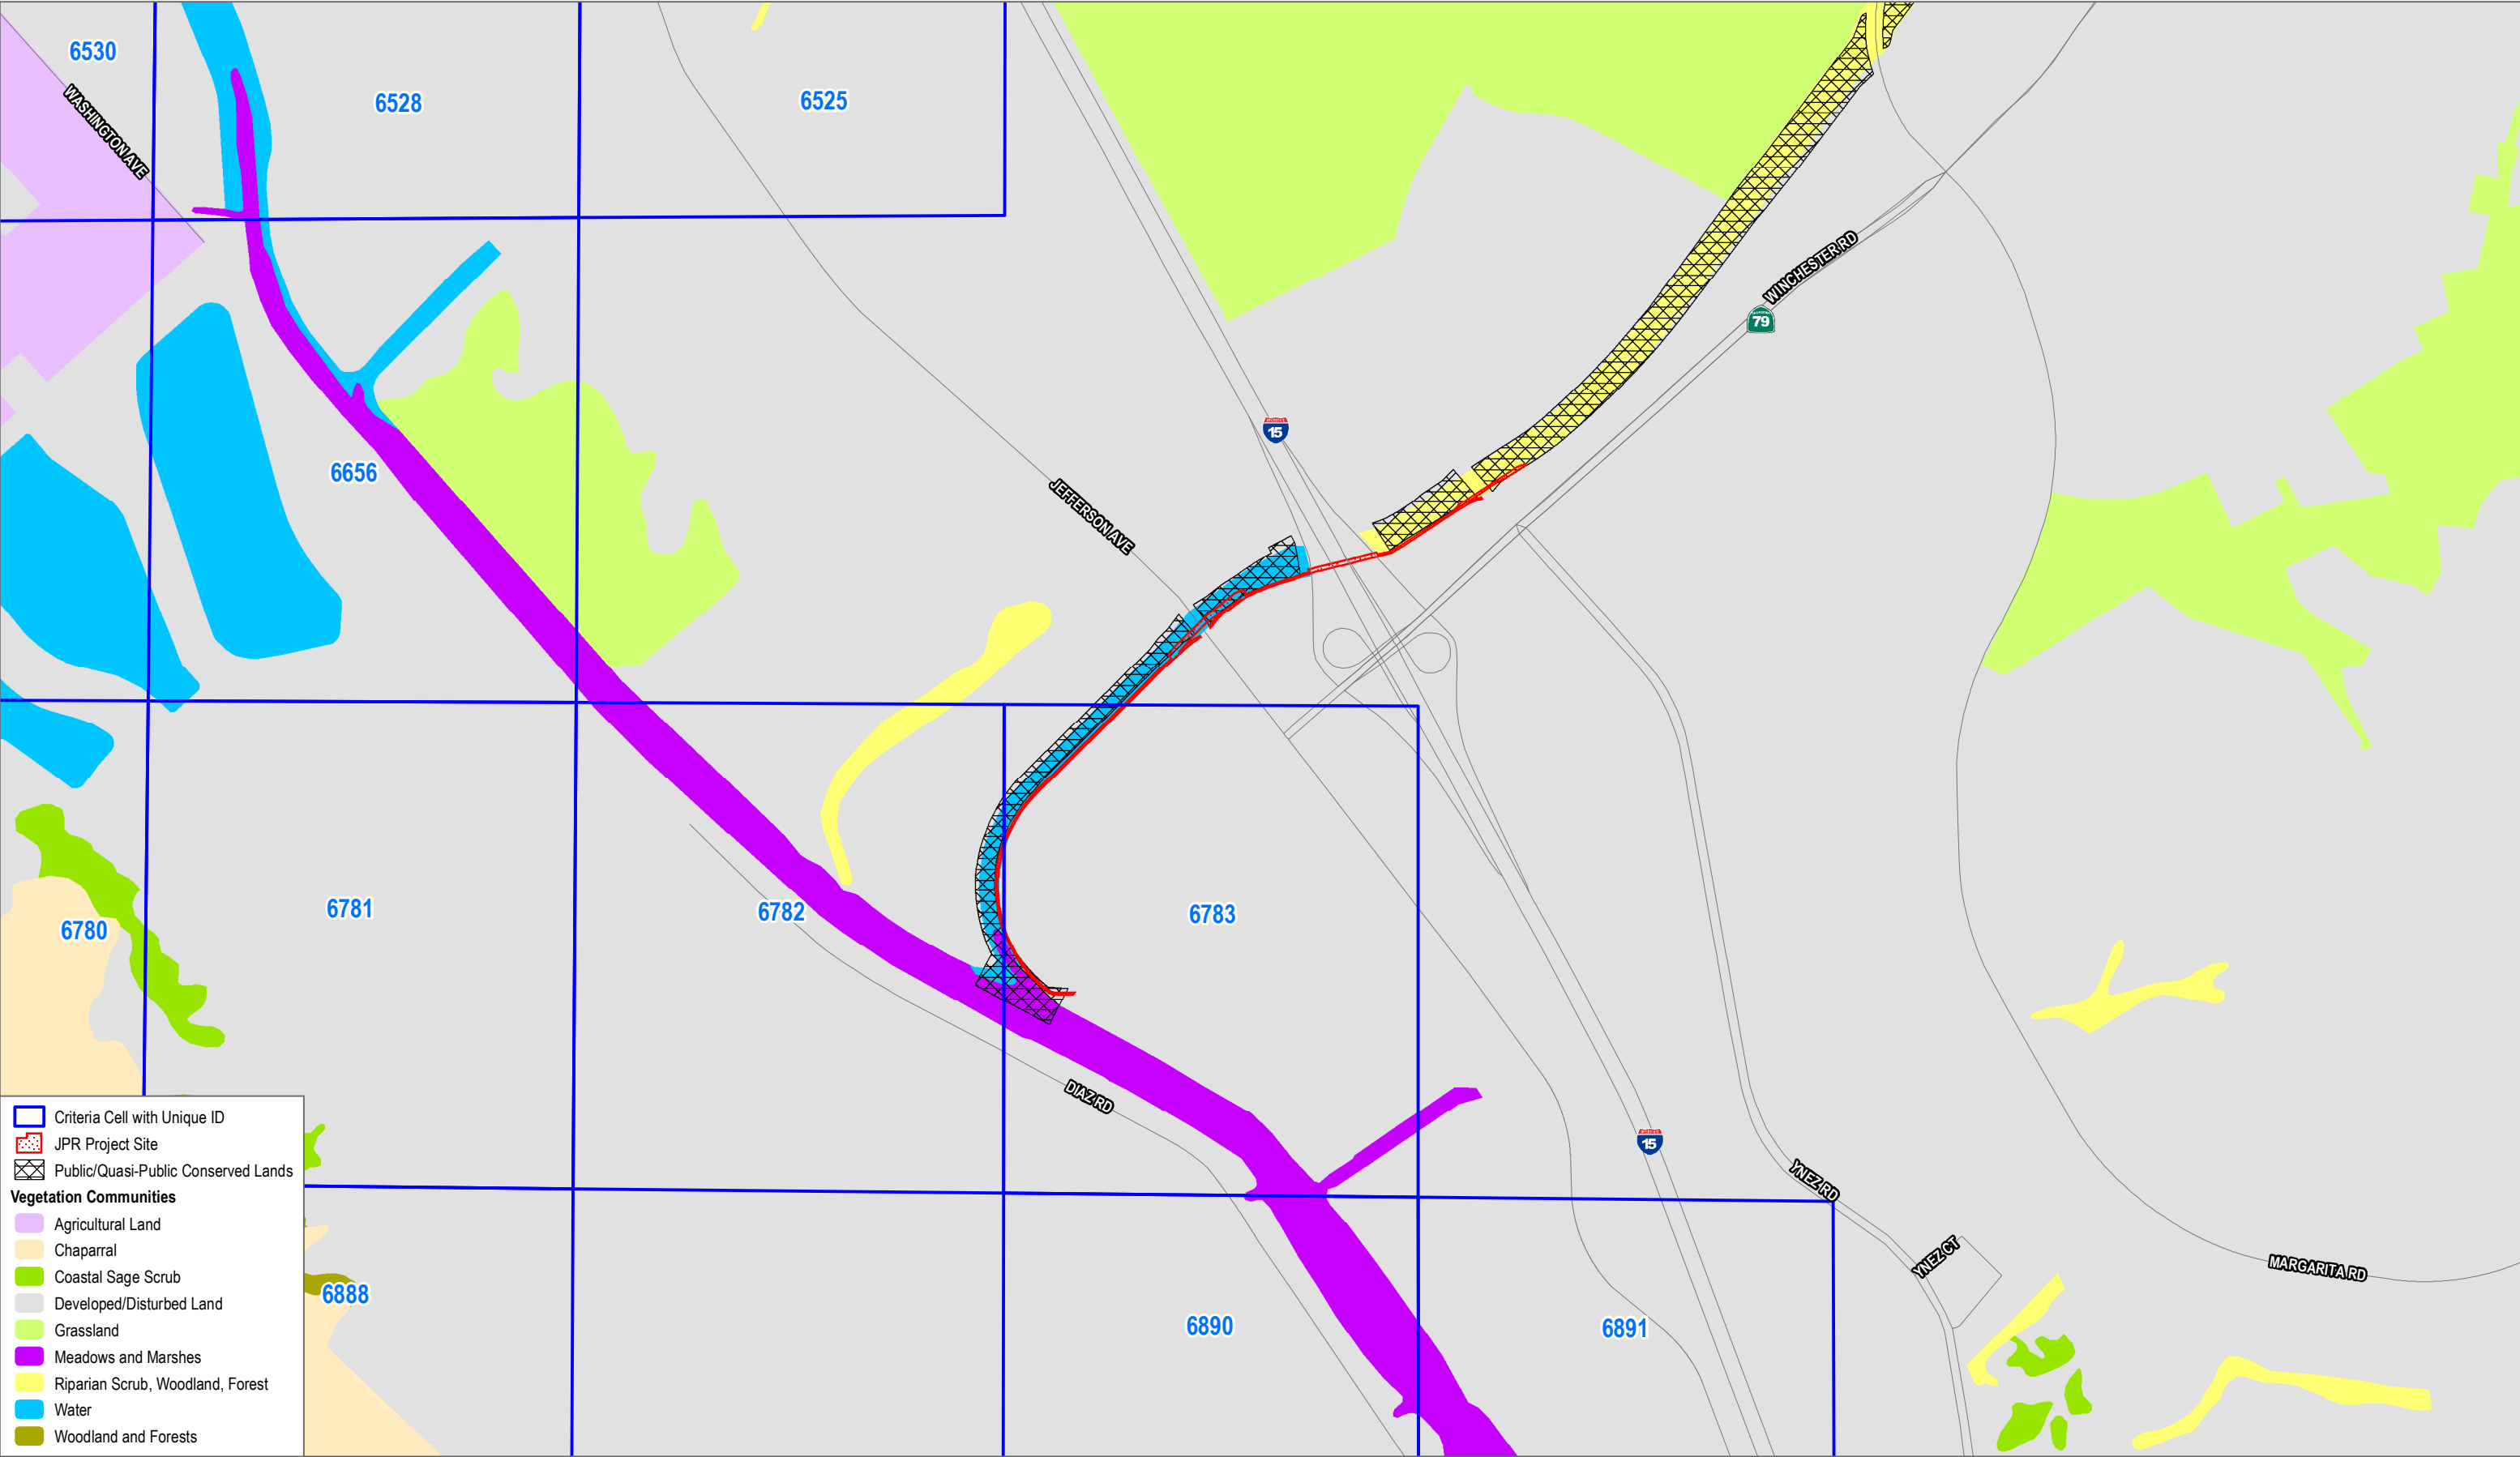 6530
6528
6525
WASHINGTON AVE
WINCHESTER RD
79
15
6656
JEFFERSON AVE
6781
6780
6782
6783
DIAZ RD
15
YNEZ RD
YNEZ CT
MARGARITA RD
6888
6890
6891
Criteria Cell with Unique ID
JPR Project Site
Public/Quasi-Public Conserved Lands
Vegetation Communities
Agricultural Land
Chaparral
Coastal Sage Scrub
Developed/Disturbed Land
Grassland
Meadows and Marshes
Riparian Scrub, Woodland, Forest
Water
Woodland and Forests